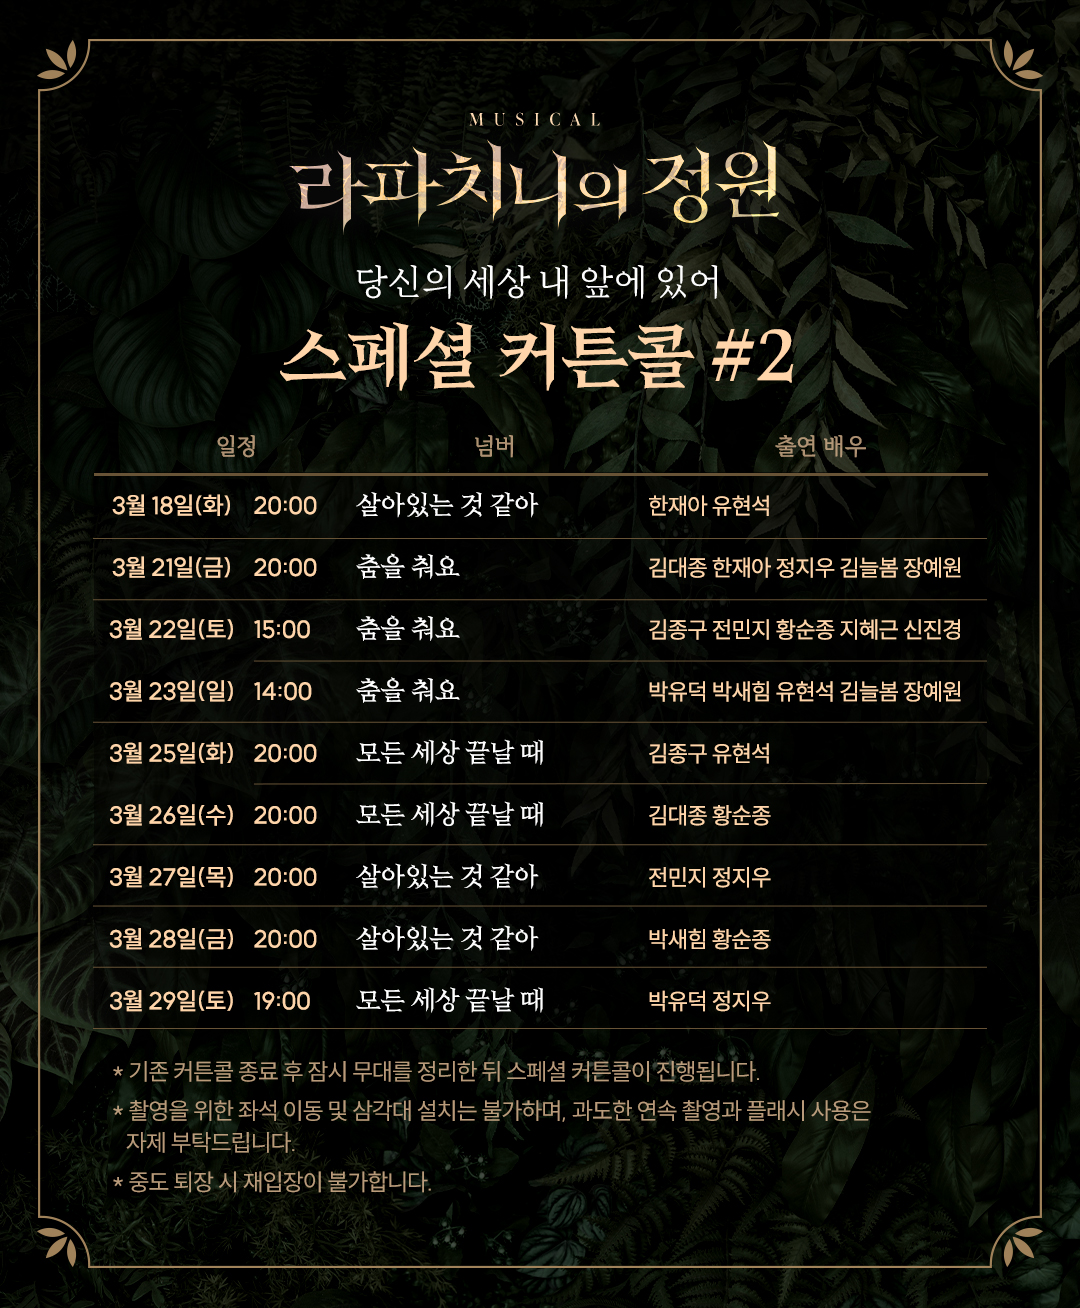 MUSICAL
라파치니의 정원
당신의 세상 내 앞에 있어
스페셜 커튼콜 #2
일정 넘버 출연 배우
3월 18일(화) 20:00 살아있는 것 같아 한재아 유현석
3월 21일(금) 20:00 춤을 춰요 김대종 한재아 정지우 김늘봄 장예원
3월 22일(토) 15:00 춤을 춰요 김종구 전민지 황순종 지혜근 신진경
3월 23일(일) 14:00 춤을 춰요 박유덕 박새힘 유현석 김늘봄 장예원
3월 25일(화) 20:00 모든 세상 끝날 때 김종구 유현석
3월 26일(수) 20:00 모든 세상 끝날 때 김대종 황순종
3월 27일(목) 20:00 살아있는 것 같아 전민지 정지우
3월 28일(금) 20:00 살아있는 것 같아 박새힘 황순종
3월 29일(토) 19:00 모든 세상 끝날 때 박유덕 정지우
* 기존 커튼콜 종료 후 잠시 무대를 정리한 뒤 스페셜 커튼콜이 진행됩니다.
* 촬영을 위한 좌석 이동 및 삼각대 설치는 불가하며, 과도한 연속 촬영과 플래시 사용은
자제 부탁드립니다.
* 중도 퇴장 시 재입장이 불가합니다.